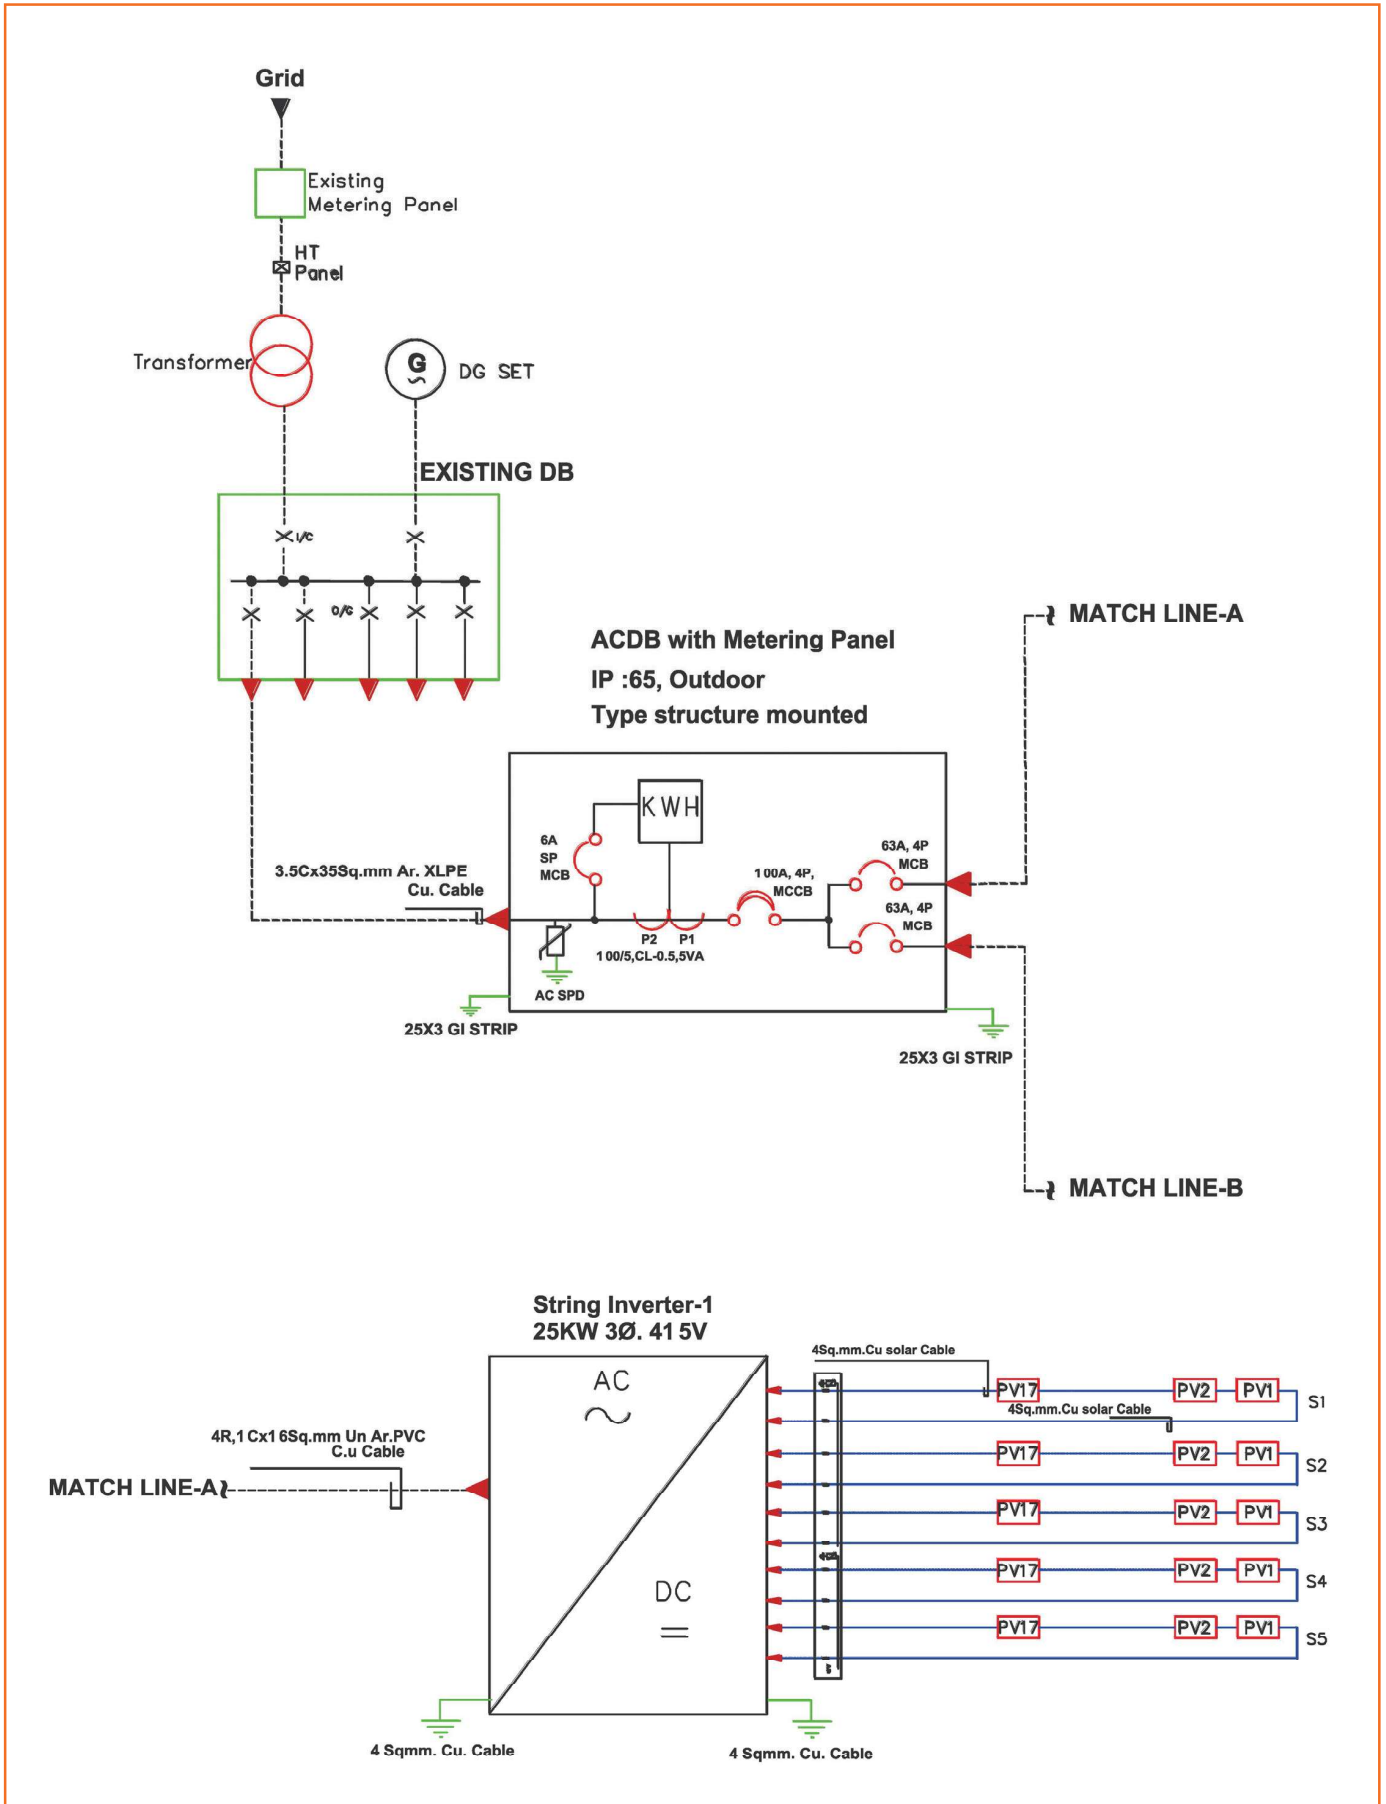 Grid
Existing
Metering Panel
HT
Panel
Transformer
G
DG SET
EXISTING DB
I/C
O/G
MATCH LINE-A
ACDB with Metering Panel
IP :65, Outdoor
Type structure mounted
KWH
6A
SP
MCB
63A, 4P
MCB
100A, 4P,
MCCB
3.5Cx35Sq.mm Ar. XLPE
Cu. Cable
63A, 4P
MCB
P2 P1
100/5,CL-0.5,5VA
AC SPD
25X3 GI STRIP
25X3 GI STRIP
MATCH LINE-B
String Inverter-1
25KW 3Ø. 415V
4Sq.mm.Cu solar Cable
AC
PV17 PV2 PV1 S1
4Sq.mm.Cu solar Cable
4R,1Cx16Sq.mm Un Ar.PVC
C.u Cable
PV17 PV2 PV1 S2
MATCH LINE-A
PV17 PV2 PV1 S3
PV17 PV2 PV1 S4
DC
PV17 PV2 PV1 S5
4 Sqmm. Cu. Cable
4 Sqmm. Cu. Cable